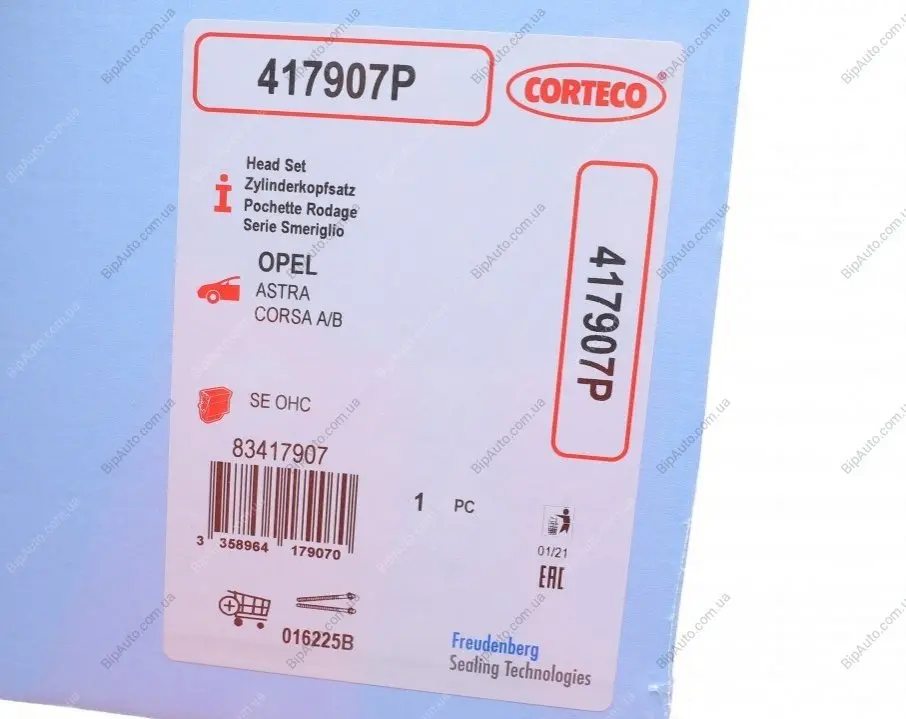 417907P
CORTECO
Head Set
Zylinderkopfsatz
Pochette Rodage
Serie Smeriglio
OPEL
ASTRA
CORSA A/B
417907P
SE OHC
83417907
3 358964 179070
1 PC
01/21
EAC
016225B
Freudenberg
Sealing Technologies
BipAuto.com.ua